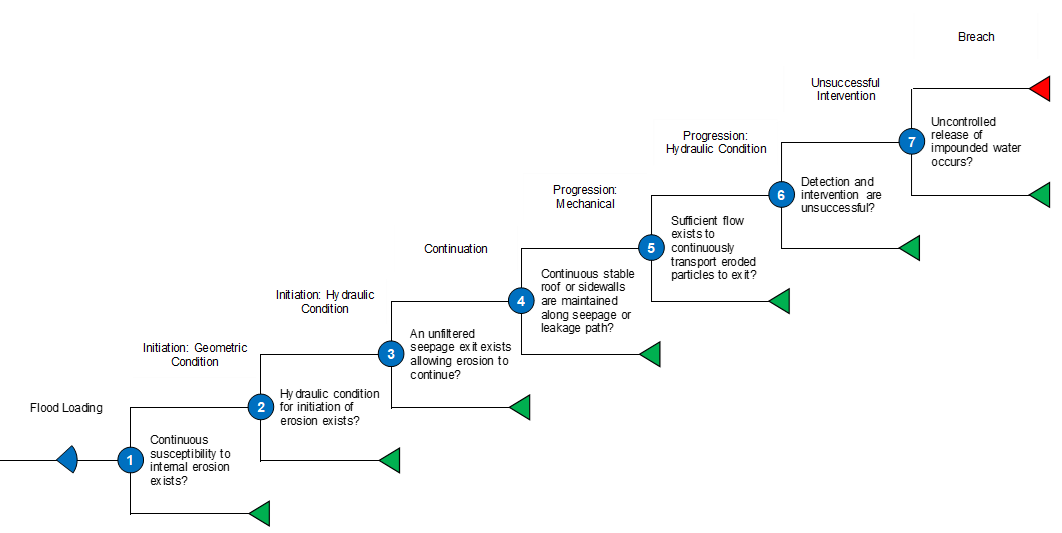 Breach
Unsuccessful
Intervention
7
Uncontrolled
release of
impounded water
occurs?
Progression:
Hydraulic Condition
6
Detection and
intervention are
unsuccessful?
Progression:
Mechanical
5
Sufficient flow
exists to
continuously
transport eroded
particles to exit?
Continuation
4
Continuous stable
roof or sidewalls
are maintained
along seepage or
leakage path?
Initiation: Hydraulic
Condition
3
An unfiltered
seepage exit exists
allowing erosion to
continue?
Initiation: Geometric
Condition
2
Hydraulic condition
for initiation of
erosion exists?
Flood Loading
1
Continuous
susceptibility to
internal erosion
exists?